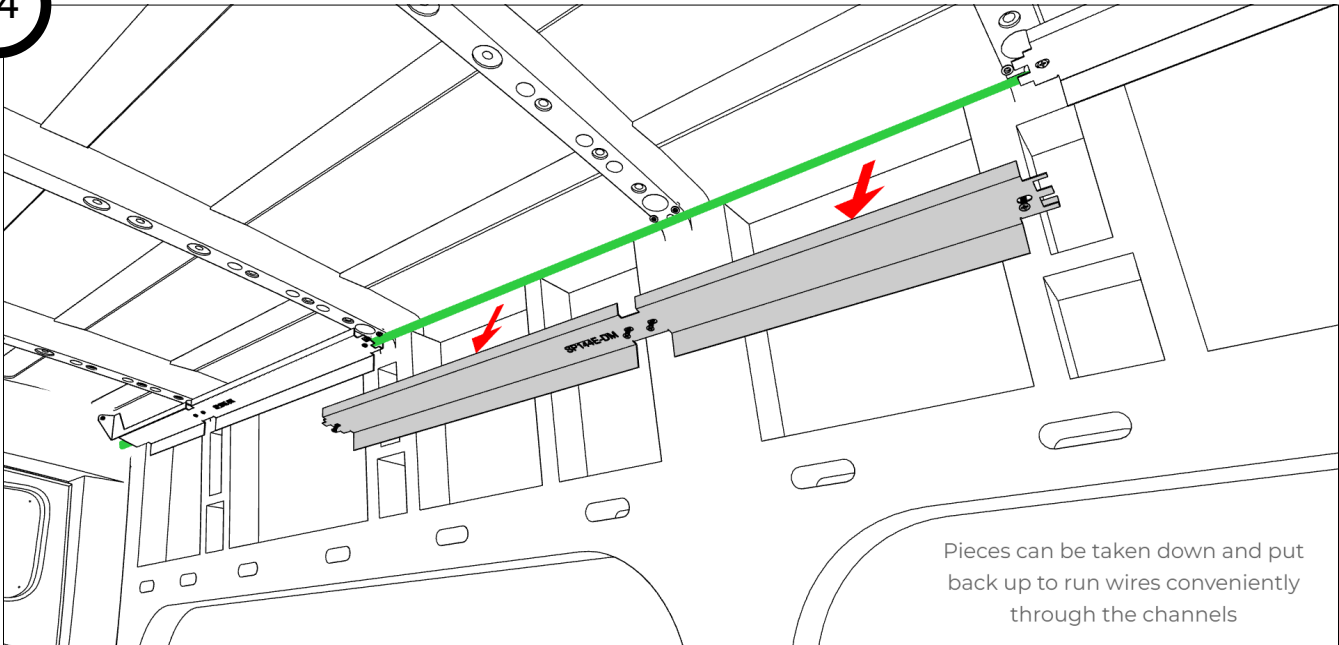 4
SP144E-DM
Pieces can be taken down and put
back up to run wires conveniently
through the channels